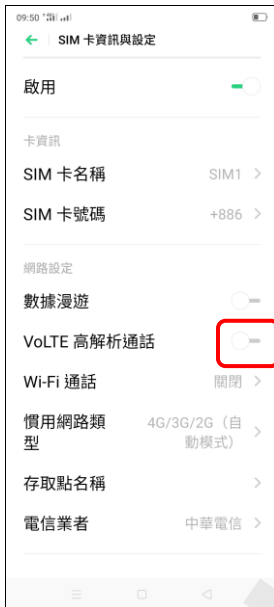 09:50
SIM 卡資訊與設定
啟用
卡資訊
SIM 卡名稱 SIM1
SIM 卡號碼 +886
網路設定
數據漫遊
VoLTE 高解析通話
Wi-Fi 通話 關閉
慣用網路類 4G/3G/2G（自
型 動模式）
存取點名稱
電信業者 中華電信